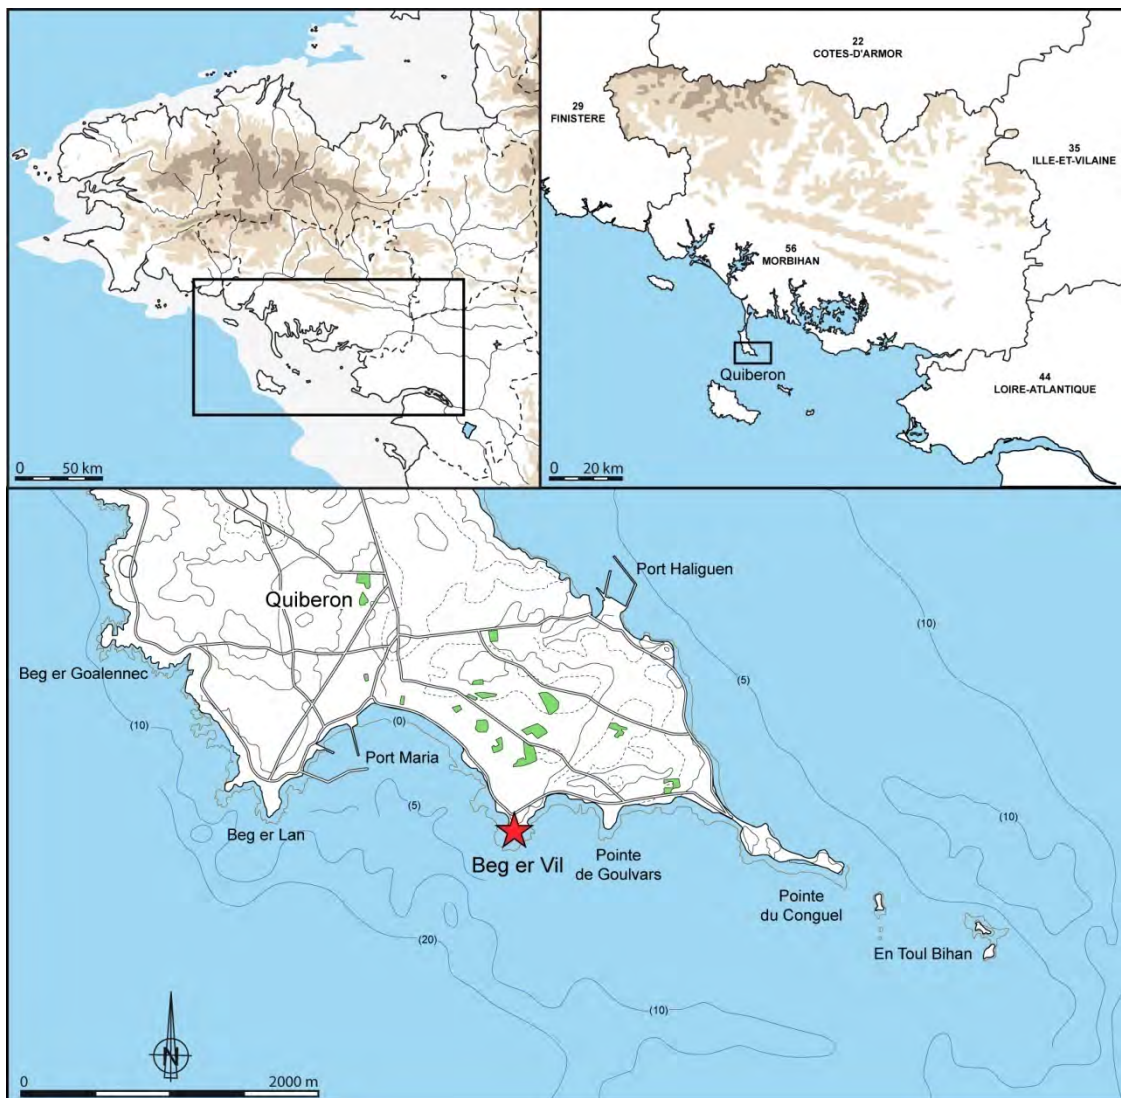 0 50 km
22
COTES-D'ARMOR
29
FINISTERE
35
ILLE-ET-VILAINE
56
MORBIHAN
Quiberon
44
LOIRE-ATLANTIQUE
0 20 km
Port Haliguen
Quiberon
(10)
Beg er Goalennec
(5)
(10)
(0)
Port Maria
(5)
(10)
Beg er Lan
Beg er Vil
Pointe
de Goulvars
Pointe
du Conguel
(20)
En Toul Bihan
(10)
N
0 2000 m